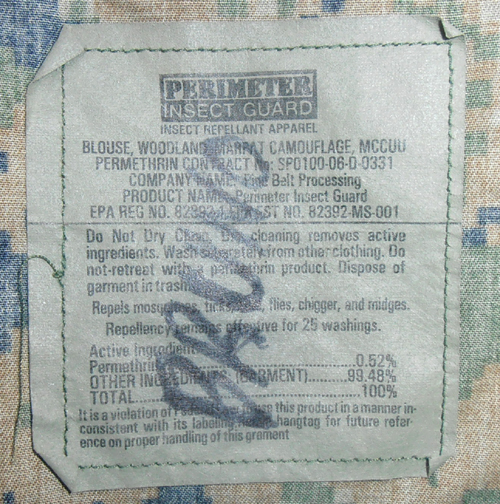 PERIMETER
INSECT GUARD
INSECT REPELLANT APPAREL
BLOUSE, WOODLAND MARPAT CAMOUFLAGE, MCCUU
PERMETHRIN CONTRACT No: SPO100-06-D-0331
COMPANY NAME: Pine Belt Processing
PRODUCT NAME: Perimeter Insect Guard
EPA REG NO. 82392-1 EST NO. 82392-MS-001
Do Not Dry Clean. Dry cleaning removes active
ingredients. Wash separately from other clothing. Do
not-retreat with a permethrin product. Dispose of
garment in trash.
Repels mosquitoes, ticks, flies, chigger, and midges.
Repellency remains effective for 25 washings.
Active Ingredient
Permethrin 0.52%
OTHER INGREDIENTS (GARMENT) 99.48%
TOTAL 100%
It is a violation of Federal law to use this product in a manner in-
consistent with its labeling. hangtag for future refer-
ence on proper handling of this grament